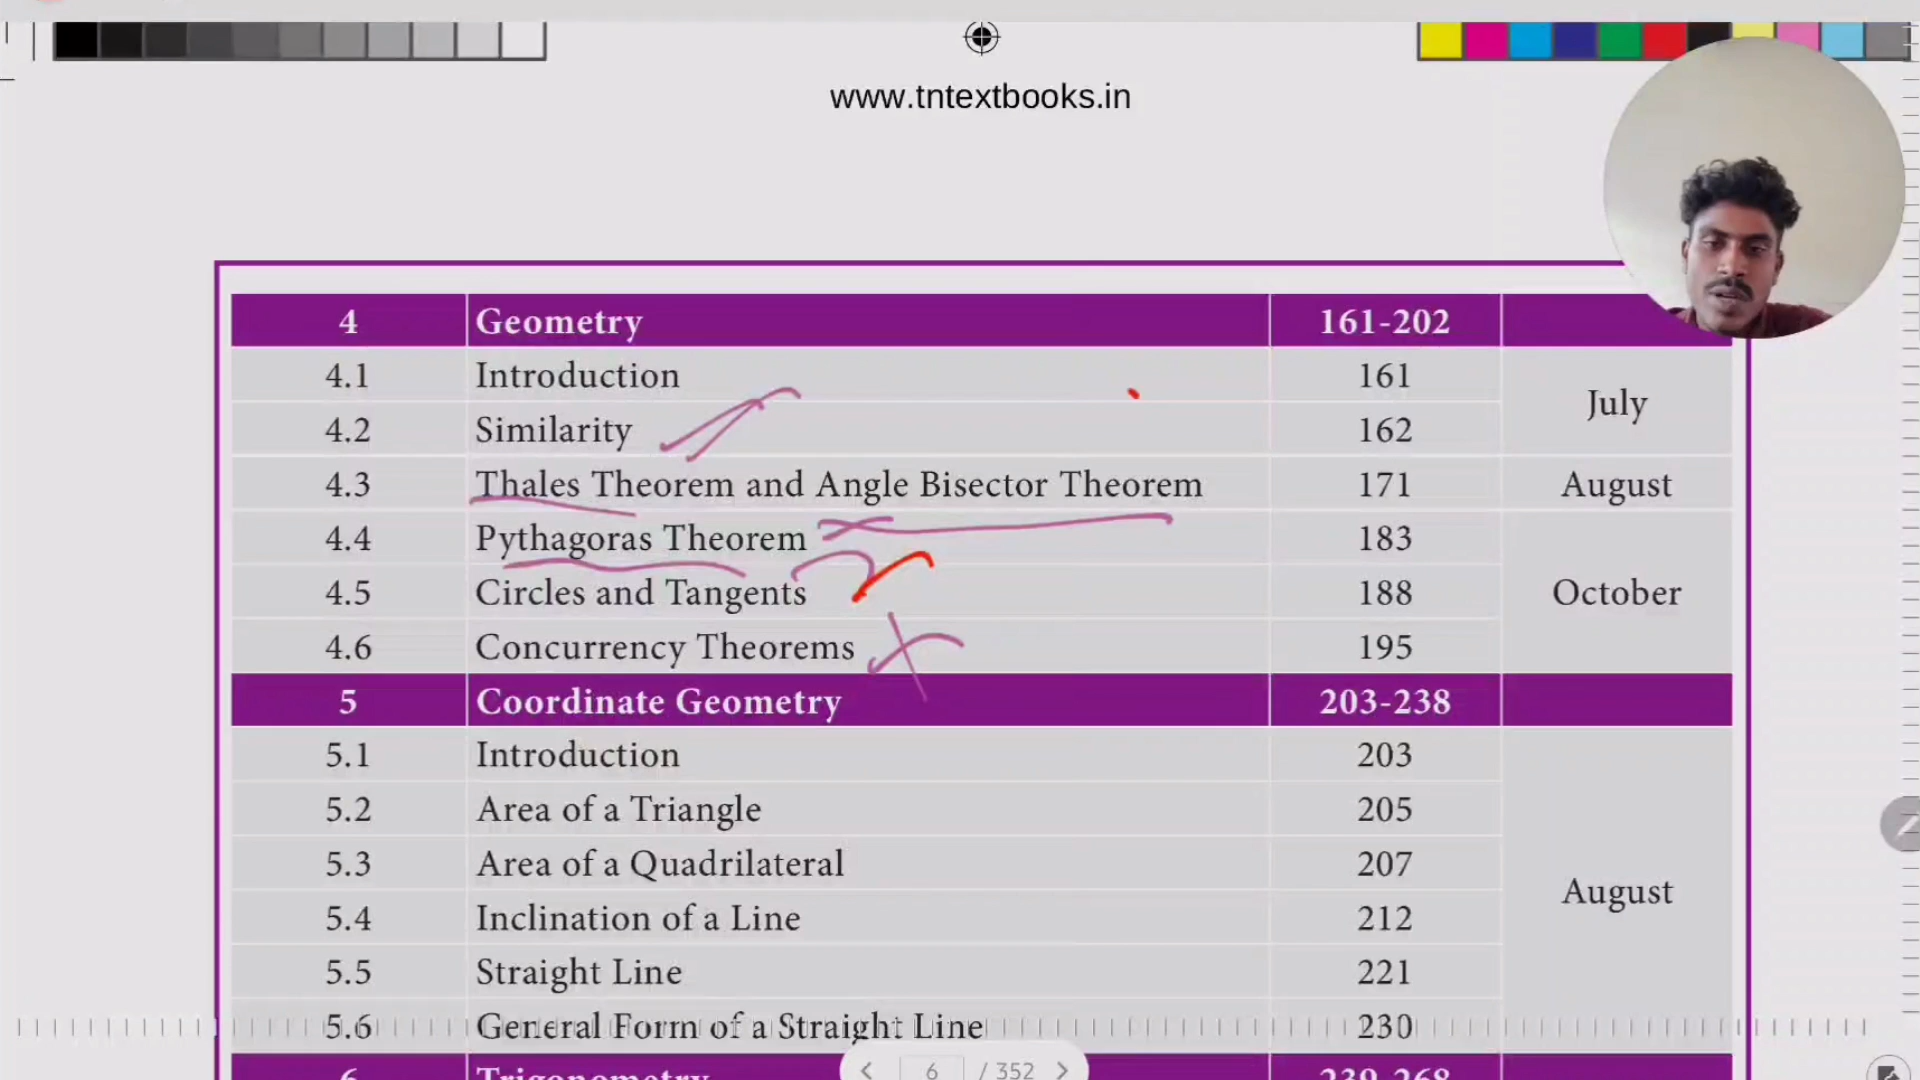 www.tntextbooks.in
4 Geometry 161-202
4.1 Introduction 161 July
4.2 Similarity 162
4.3 Thales Theorem and Angle Bisector Theorem 171 August
4.4 Pythagoras Theorem 183
4.5 Circles and Tangents 188 October
4.6 Concurrency Theorems 195
5 Coordinate Geometry 203-238
5.1 Introduction 203
5.2 Area of a Triangle 205
5.3 Area of a Quadrilateral 207 August
5.4 Inclination of a Line 212
5.5 Straight Line 221
5.6 General Form of a Straight Line 230
6 Trigonometry 239-268
6 / 352